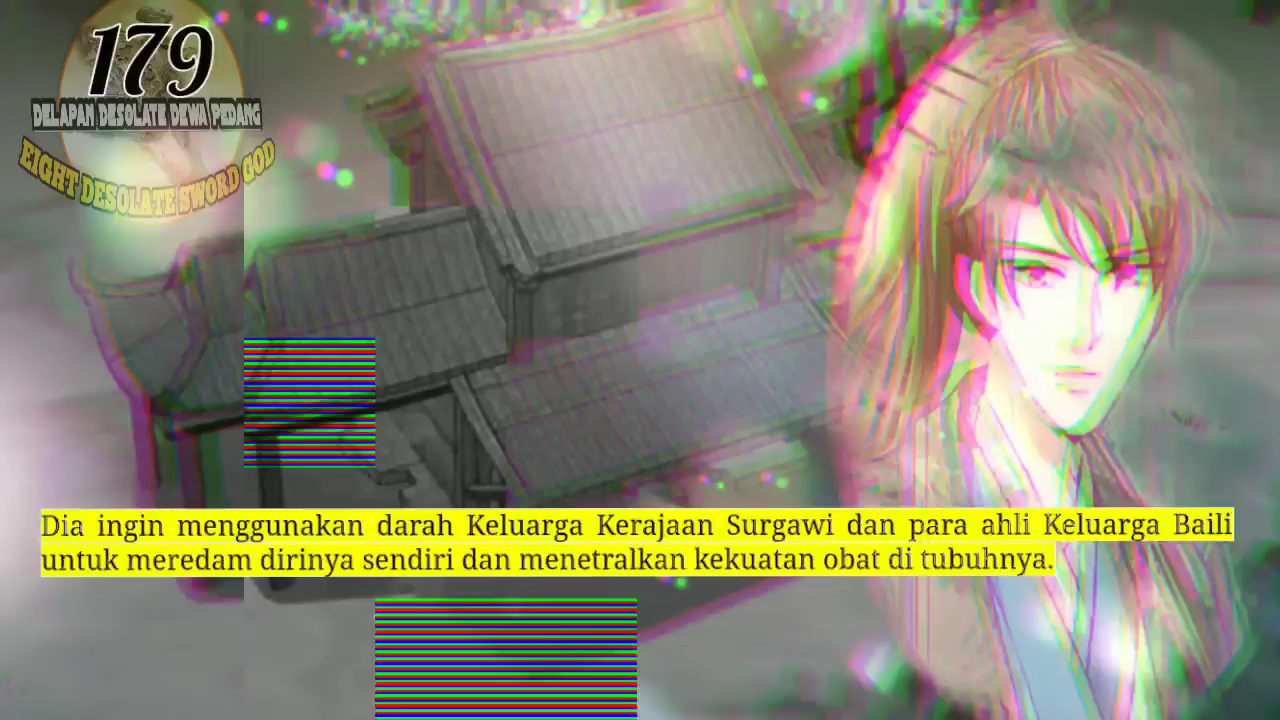 179
DELAPAN DESOLATE DEWA PEDANG
EIGHT DESOLATE SWORD GOD
Dia ingin menggunakan darah Keluarga Kerajaan Surgawi dan para ahli Keluarga Baili
untuk meredam dirinya sendiri dan menetralkan kekuatan obat di tubuhnya.